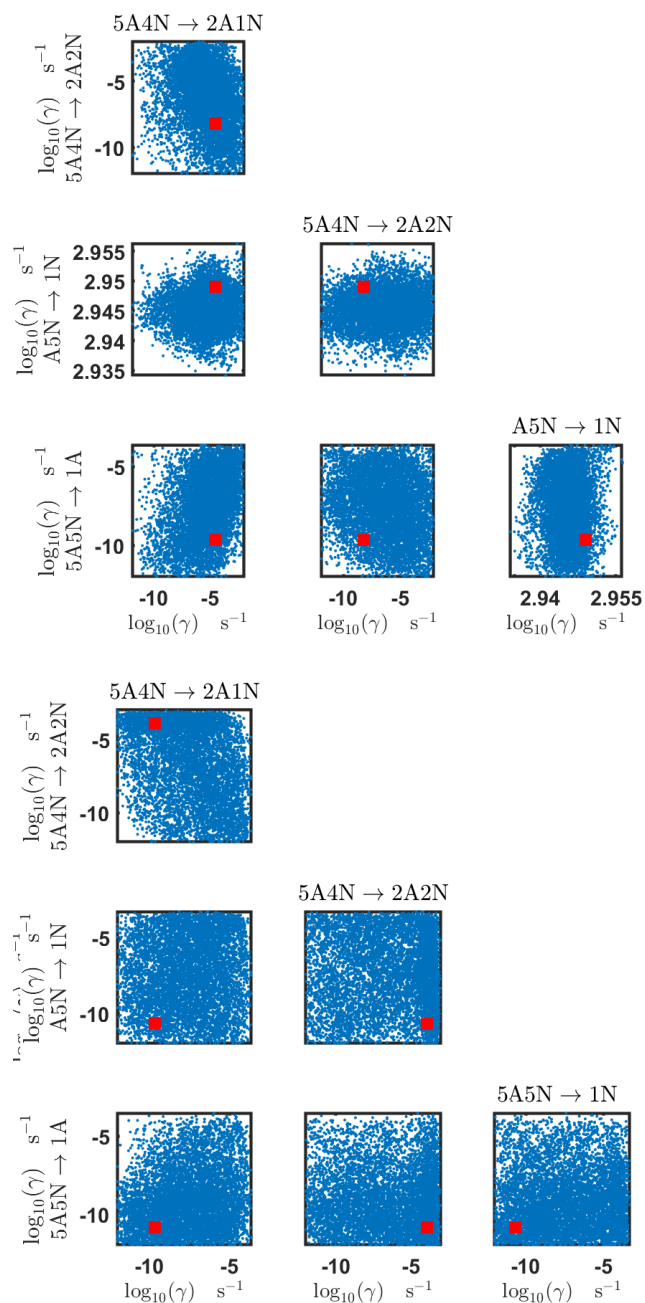 5A4N → 2A1N
log₁₀(γ) s⁻¹
5A4N → 2A2N
-5
-10
5A4N → 2A2N
log₁₀(γ) s⁻¹
A5N → 1N
2.955
2.95
2.945
2.94
2.935
A5N → 1N
log₁₀(γ) s⁻¹
5A5N → 1A
-5
-10
-10 -5
-10 -5
2.94 2.955
log₁₀(γ) s⁻¹
log₁₀(γ) s⁻¹
log₁₀(γ) s⁻¹
5A4N → 2A1N
log₁₀(γ) s⁻¹
5A4N → 2A2N
-5
-10
5A4N → 2A2N
log₁₀(γ) s⁻¹
A5N → 1N
-5
-10
5A5N → 1N
log₁₀(γ) s⁻¹
5A5N → 1A
-5
-10
-10 -5
-10 -5
-10 -5
log₁₀(γ) s⁻¹
log₁₀(γ) s⁻¹
log₁₀(γ) s⁻¹